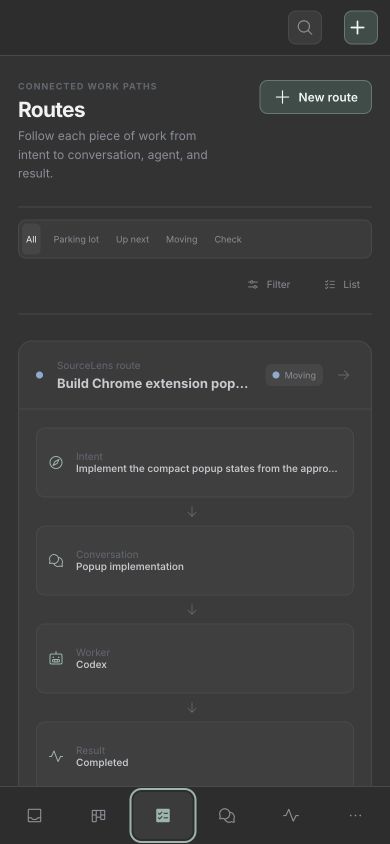 CONNECTED WORK PATHS
Routes
New route
Follow each piece of work from
intent to conversation, agent, and
result.
All
Parking lot
Up next
Moving
Check
Filter
List
SourceLens route
Build Chrome extension pop...
Moving
Intent
Implement the compact popup states from the appro...
Conversation
Popup implementation
Worker
Codex
Result
Completed